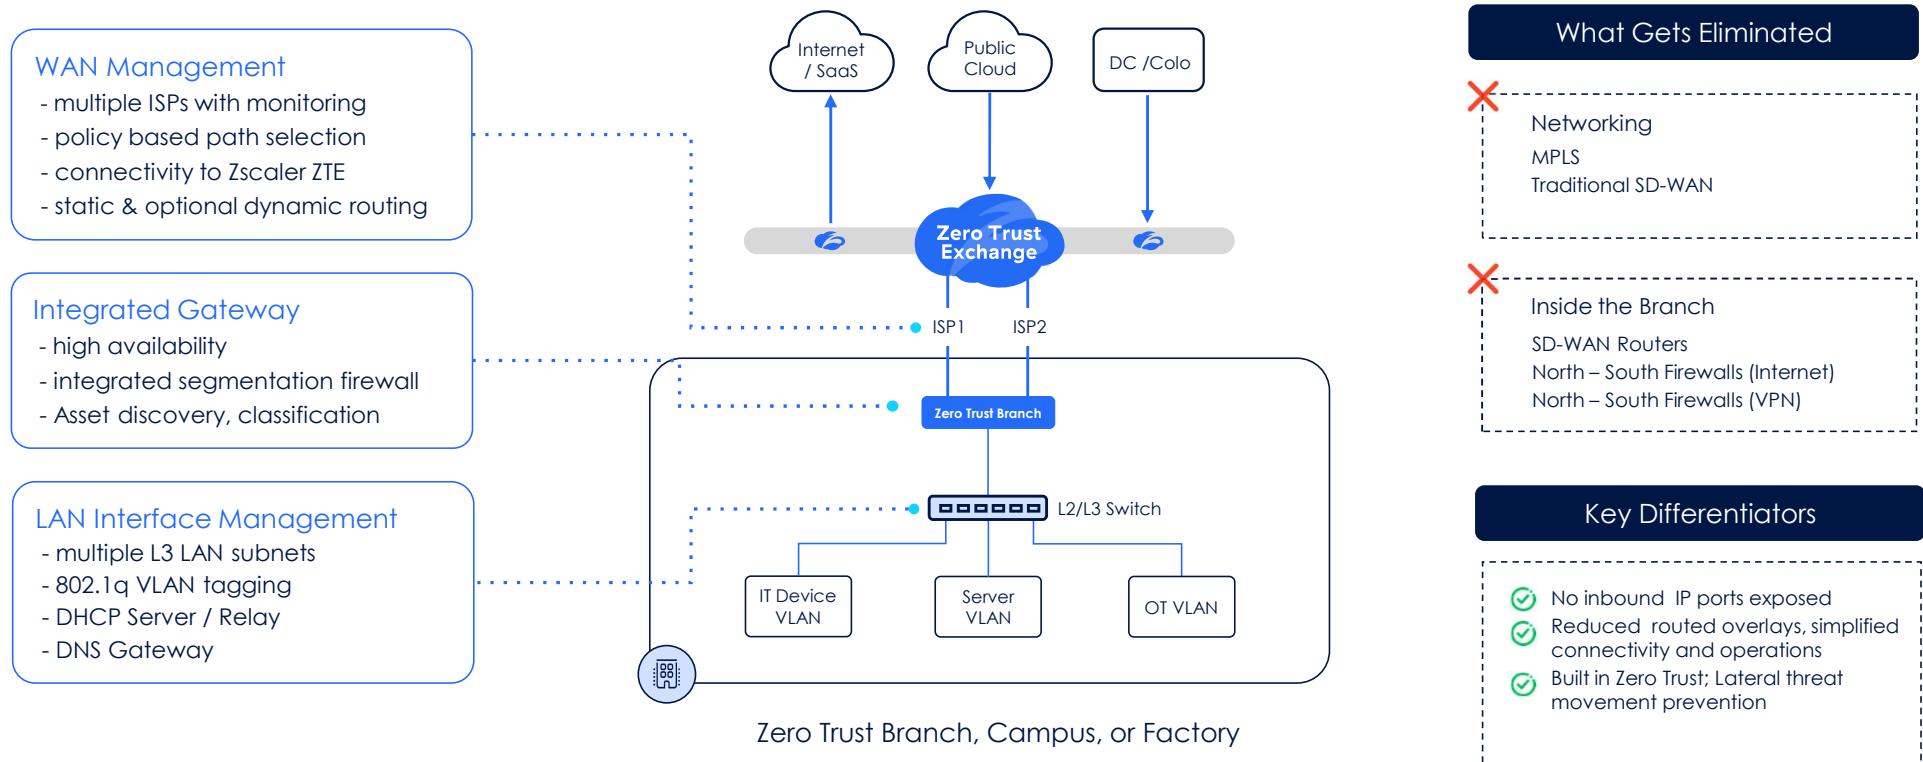 WAN Management
- multiple ISPs with monitoring
- policy based path selection
- connectivity to Zscaler ZTE
- static & optional dynamic routing
Integrated Gateway
- high availability
- integrated segmentation firewall
- Asset discovery, classification
LAN Interface Management
- multiple L3 LAN subnets
- 802.1q VLAN tagging
- DHCP Server / Relay
- DNS Gateway
Internet
/ SaaS
Public
Cloud
DC /Colo
Zero Trust
Exchange
ISP1
ISP2
Zero Trust Branch
L2/L3 Switch
IT Device
VLAN
Server
VLAN
OT VLAN
Zero Trust Branch, Campus, or Factory
What Gets Eliminated
Networking
MPLS
Traditional SD-WAN
Inside the Branch
SD-WAN Routers
North – South Firewalls (Internet)
North – South Firewalls (VPN)
Key Differentiators
No inbound IP ports exposed
Reduced routed overlays, simplified
connectivity and operations
Built in Zero Trust; Lateral threat
movement prevention